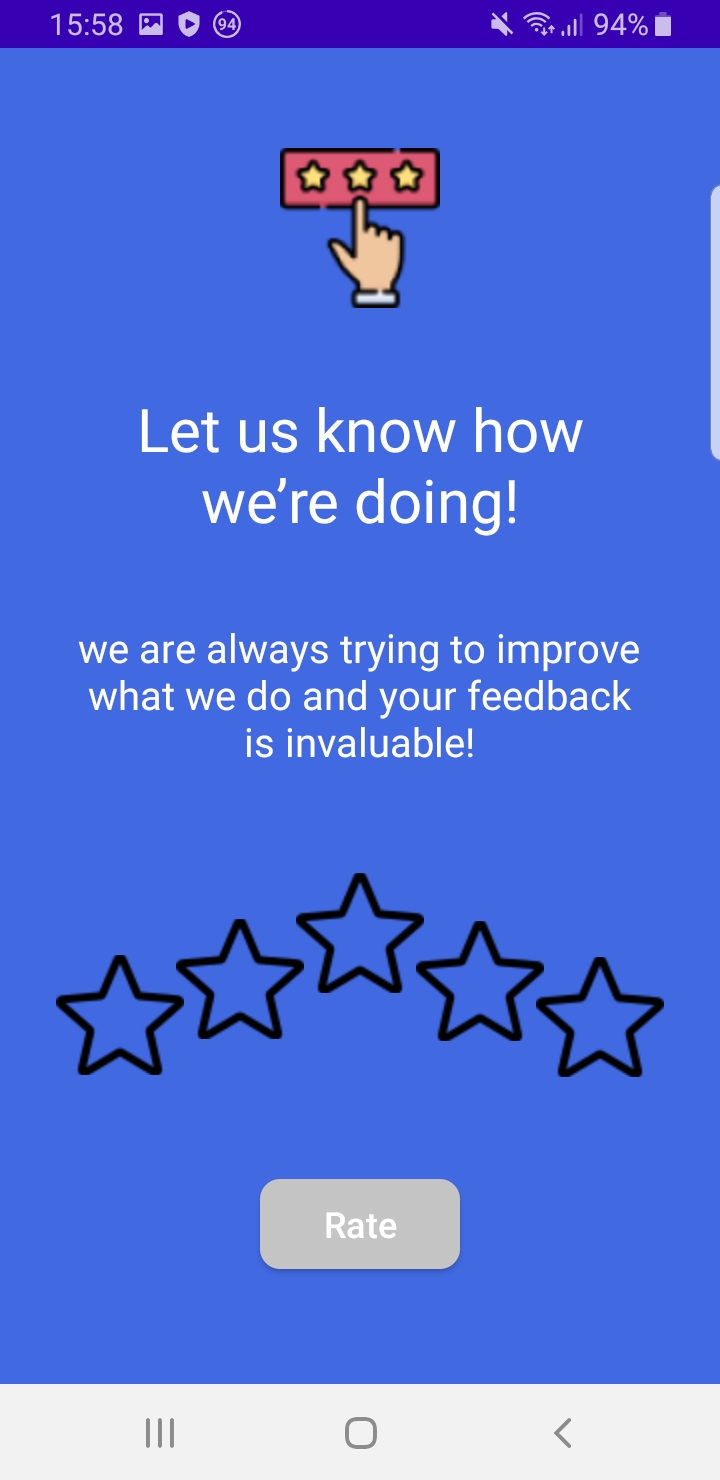 15:58 94 94%
Let us know how
we’re doing!
we are always trying to improve
what we do and your feedback
is invaluable!
Rate